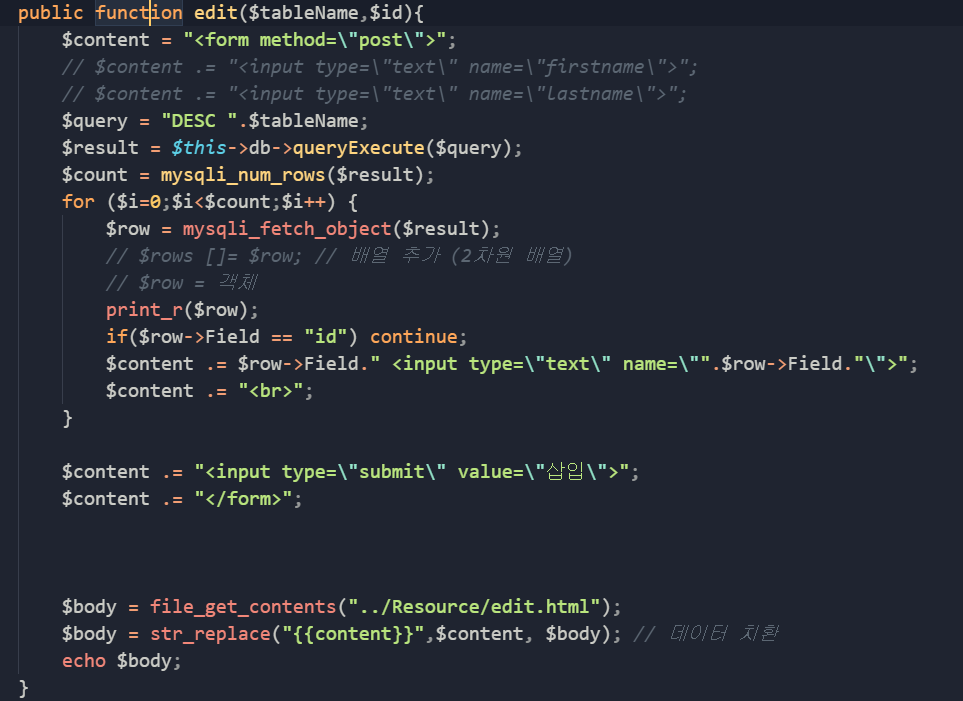 public function edit($tableName,$id){
$content = "<form method=\"post\">";
// $content .= "<input type=\"text\" name=\"firstname\">";
// $content .= "<input type=\"text\" name=\"lastname\">";
$query = "DESC ".$tableName;
$result = $this->db->queryExecute($query);
$count = mysqli_num_rows($result);
for ($i=0;$i<$count;$i++) {
$row = mysqli_fetch_object($result);
// $rows []= $row; // 배열 추가 (2차원 배열)
// $row = 객체
print_r($row);
if($row->Field == "id") continue;
$content .= $row->Field." <input type=\"text\" name=\"".$row->Field."\">";
$content .= "<br>";
}
$content .= "<input type=\"submit\" value=\"삽입\">";
$content .= "</form>";
$body = file_get_contents("../Resource/edit.html");
$body = str_replace("{{content}}",$content, $body); // 데이터 치환
echo $body;
}